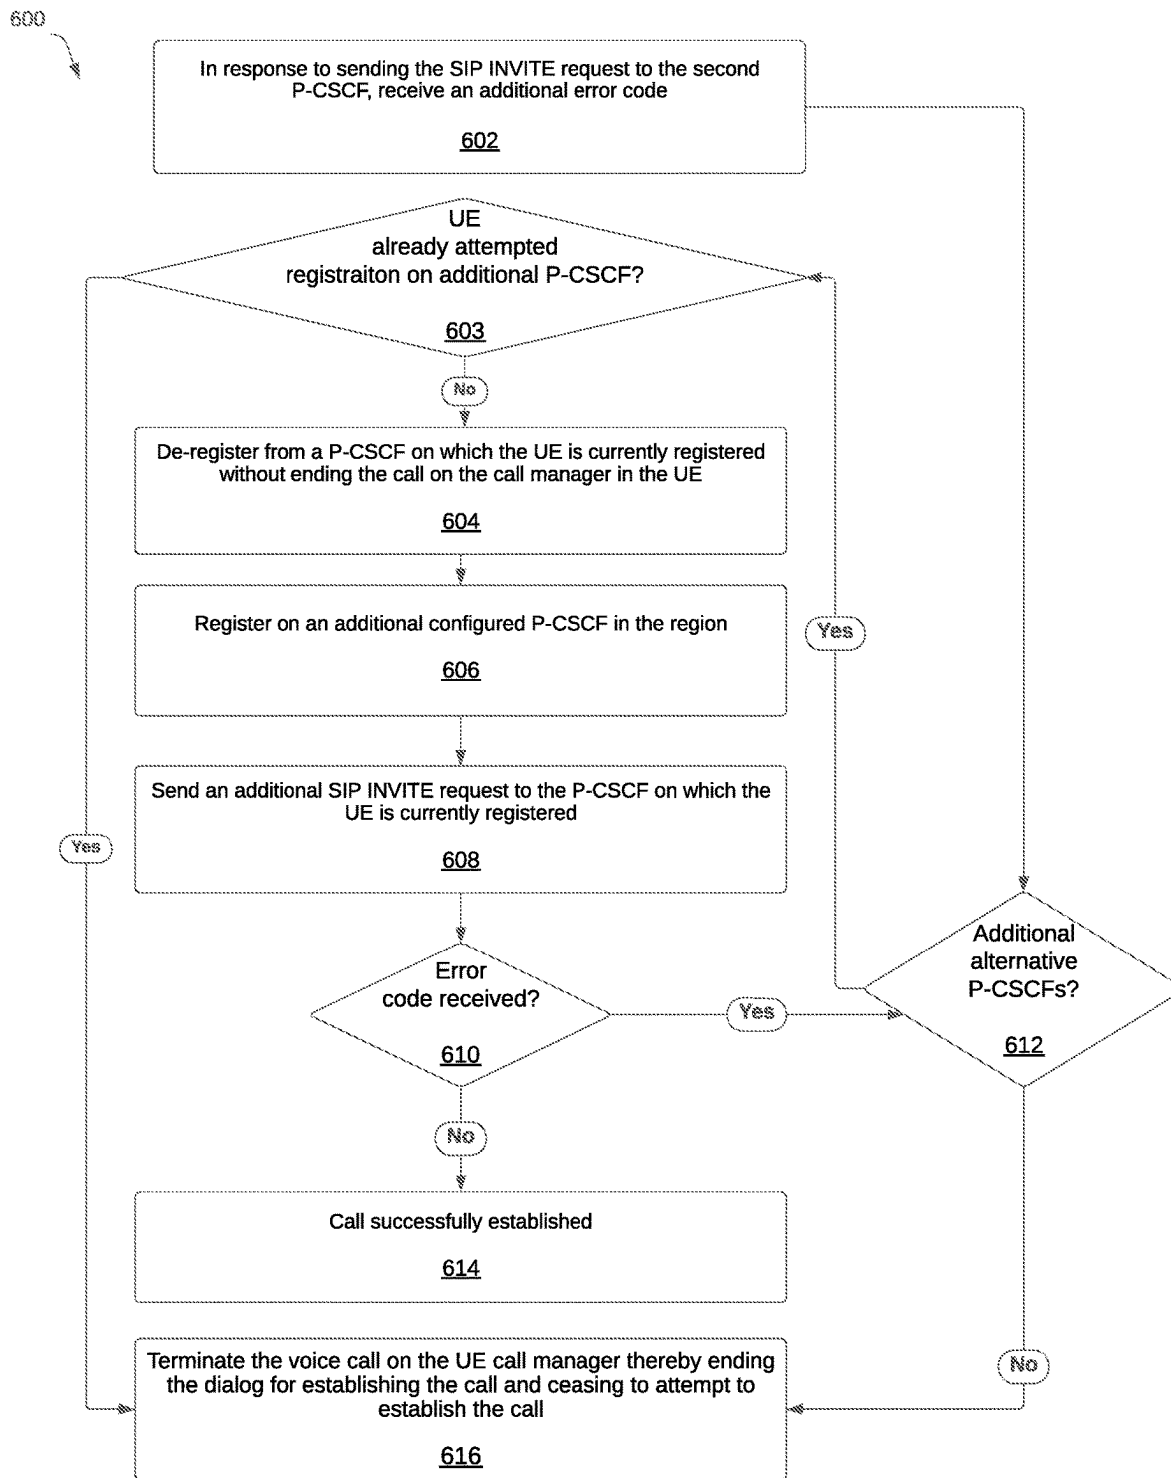 600
In response to sending the SIP INVITE request to the second
P-CSCF, receive an additional error code
602
UE
already attempted
registraiton on additional P-CSCF?
603
No
De-register from a P-CSCF on which the UE is currently registered
without ending the call on the call manager in the UE
604
Register on an additional configured P-CSCF in the region
606
Yes
Send an additional SIP INVITE request to the P-CSCF on which the
UE is currently registered
608
Yes
Additional
alternative
P-CSCFs?
612
Error
code received?
610
Yes
No
Call successfully established
614
Terminate the voice call on the UE call manager thereby ending
the dialog for establishing the call and ceasing to attempt to
establish the call
616
No